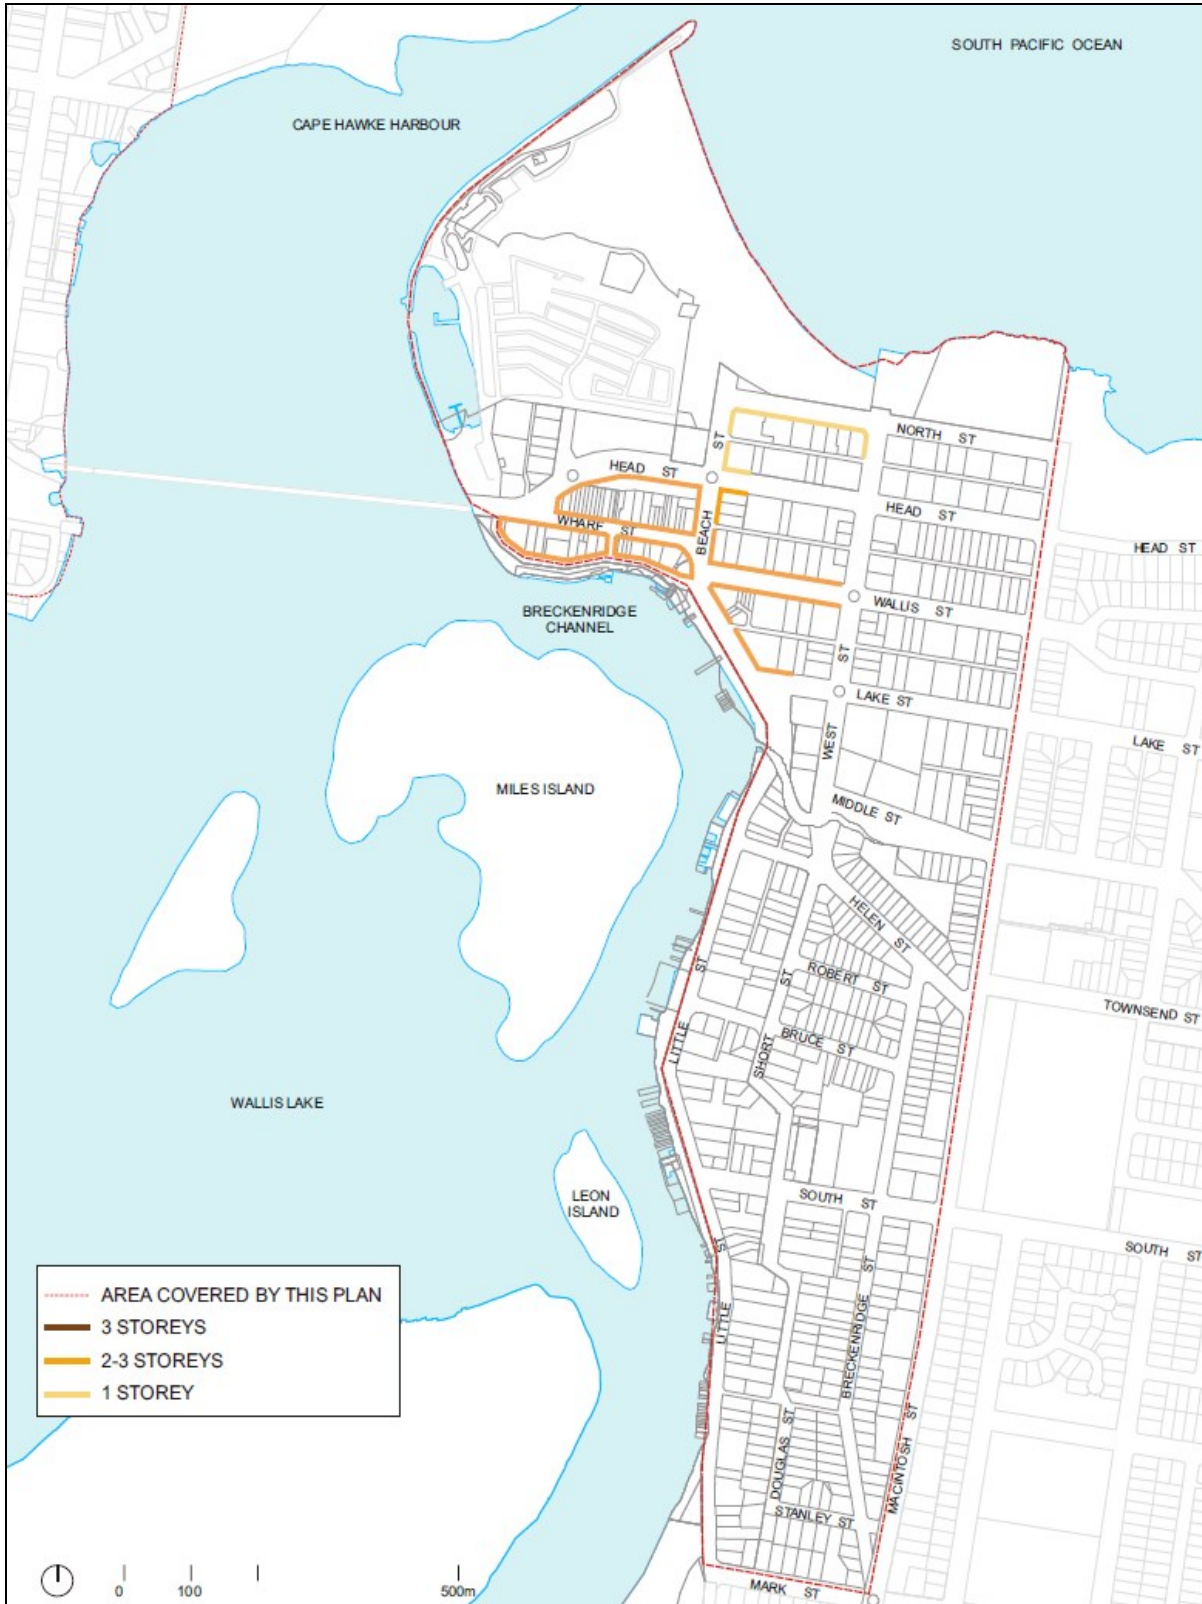 SOUTH PACIFIC OCEAN
CAPE HAWKE HARBOUR
NORTH ST
ST
HEAD ST
HEAD ST
WHARF ST
BEACH
HEAD ST
BRECKENRIDGE
CHANNEL
WALLIS ST
ST
LAKE ST
WEST
LAKE ST
MILES ISLAND
MIDDLE ST
HELEN ST
ROBERT ST
ST
ST
TOWNSEND ST
BRUCE ST
LITTLE
SHORT
WALLIS LAKE
LEON
ISLAND
SOUTH ST
SOUTH ST
ST
ST
LITTLE
BRECKENRIDGE
AREA COVERED BY THIS PLAN
3 STOREYS
2-3 STOREYS
1 STOREY
DOUGLAS ST
MACINTOSH ST
STANLEY ST
MARK ST
0 100 500m